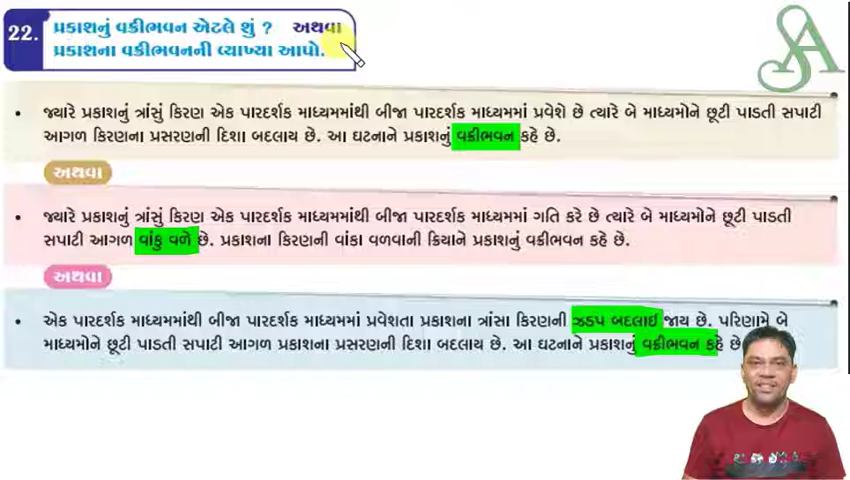 22. પ્રકાશનું વક્રીભવન એટલે શું ? અથવા
પ્રકાશના વક્રીભવનની વ્યાખ્યા આપો.
• જ્યારે પ્રકાશનું ત્રાંસું કિરણ એક પારદર્શક માધ્યમમાંથી બીજા પારદર્શક માધ્યમમાં પ્રવેશે છે ત્યારે બે માધ્યમોને છૂટી પાડતી સપાટી
આગળ કિરણના પ્રસરણની દિશા બદલાય છે. આ ઘટનાને પ્રકાશનું વક્રીભવન કહે છે.
અથવા
• જ્યારે પ્રકાશનું ત્રાંસું કિરણ એક પારદર્શક માધ્યમમાંથી બીજા પારદર્શક માધ્યમમાં ગતિ કરે છે ત્યારે બે માધ્યમોને છૂટી પાડતી
સપાટી આગળ વાંકુ વળે છે. પ્રકાશના કિરણની વાંકા વળવાની ક્રિયાને પ્રકાશનું વક્રીભવન કહે છે.
અથવા
• એક પારદર્શક માધ્યમમાંથી બીજા પારદર્શક માધ્યમમાં પ્રવેશતા પ્રકાશના ત્રાંસા કિરણની ઝડપ બદલાઈ જાય છે. પરિણામે બે
માધ્યમોને છૂટી પાડતી સપાટી આગળ પ્રકાશના પ્રસરણની દિશા બદલાય છે. આ ઘટનાને પ્રકાશનું વક્રીભવન કહે છે